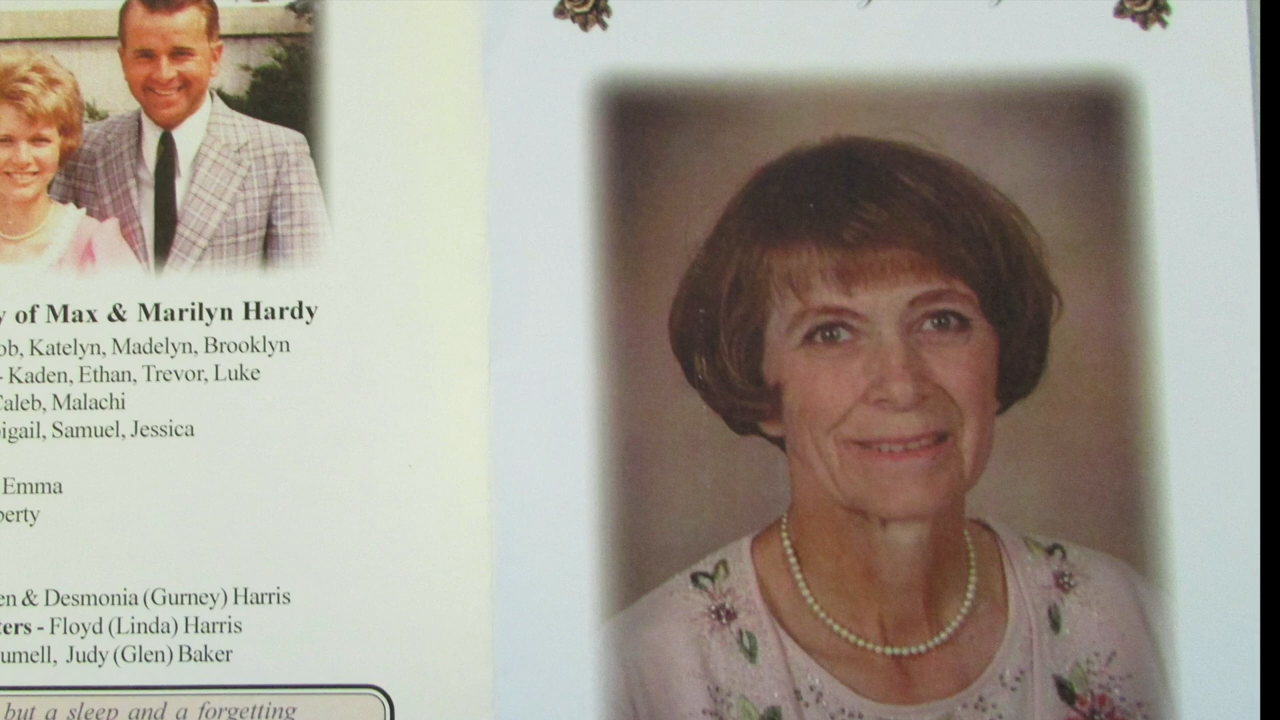 y of Max & Marilyn Hardy
ob, Katelyn, Madelyn, Brooklyn
- Kaden, Ethan, Trevor, Luke
Caleb, Malachi
igail, Samuel, Jessica
Emma
berty
en & Desmonia (Gurney) Harris
ters - Floyd (Linda) Harris
umell, Judy (Glen) Baker
but a sleep and a forgetting